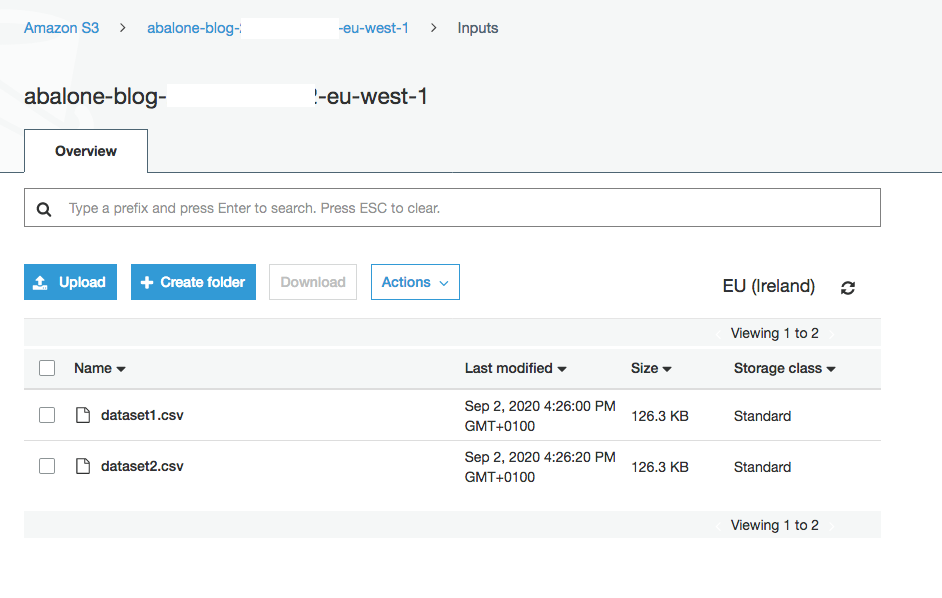 Amazon S3 > abalone-blog- -eu-west-1 > Inputs
abalone-blog- -eu-west-1
Overview
Type a prefix and press Enter to search. Press ESC to clear.
Upload Create folder Download Actions EU (Ireland)
Viewing 1 to 2
Name Last modified Size Storage class
dataset1.csv Sep 2, 2020 4:26:00 PM 126.3 KB Standard
GMT+0100
dataset2.csv Sep 2, 2020 4:26:20 PM 126.3 KB Standard
GMT+0100
Viewing 1 to 2